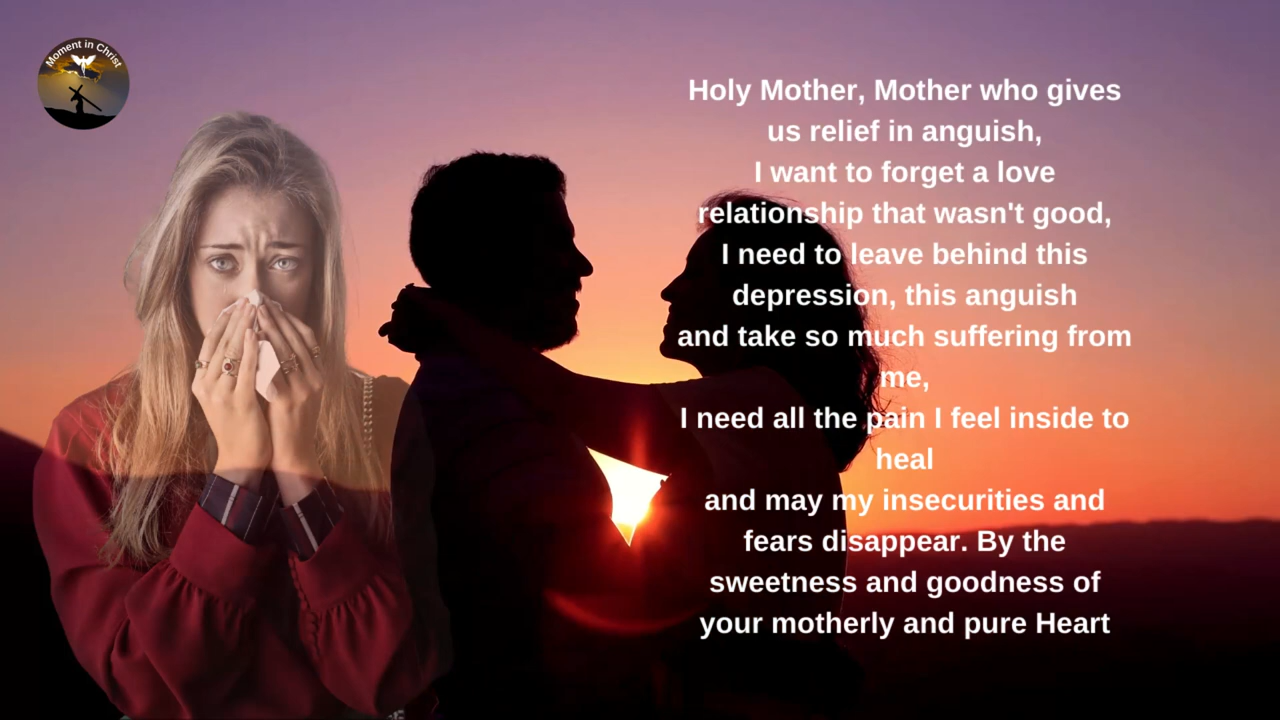 Moment in Christ
Holy Mother, Mother who gives
us relief in anguish,
I want to forget a love
relationship that wasn't good,
I need to leave behind this
depression, this anguish
and take so much suffering from
me,
I need all the pain I feel inside to
heal
and may my insecurities and
fears disappear. By the
sweetness and goodness of
your motherly and pure Heart